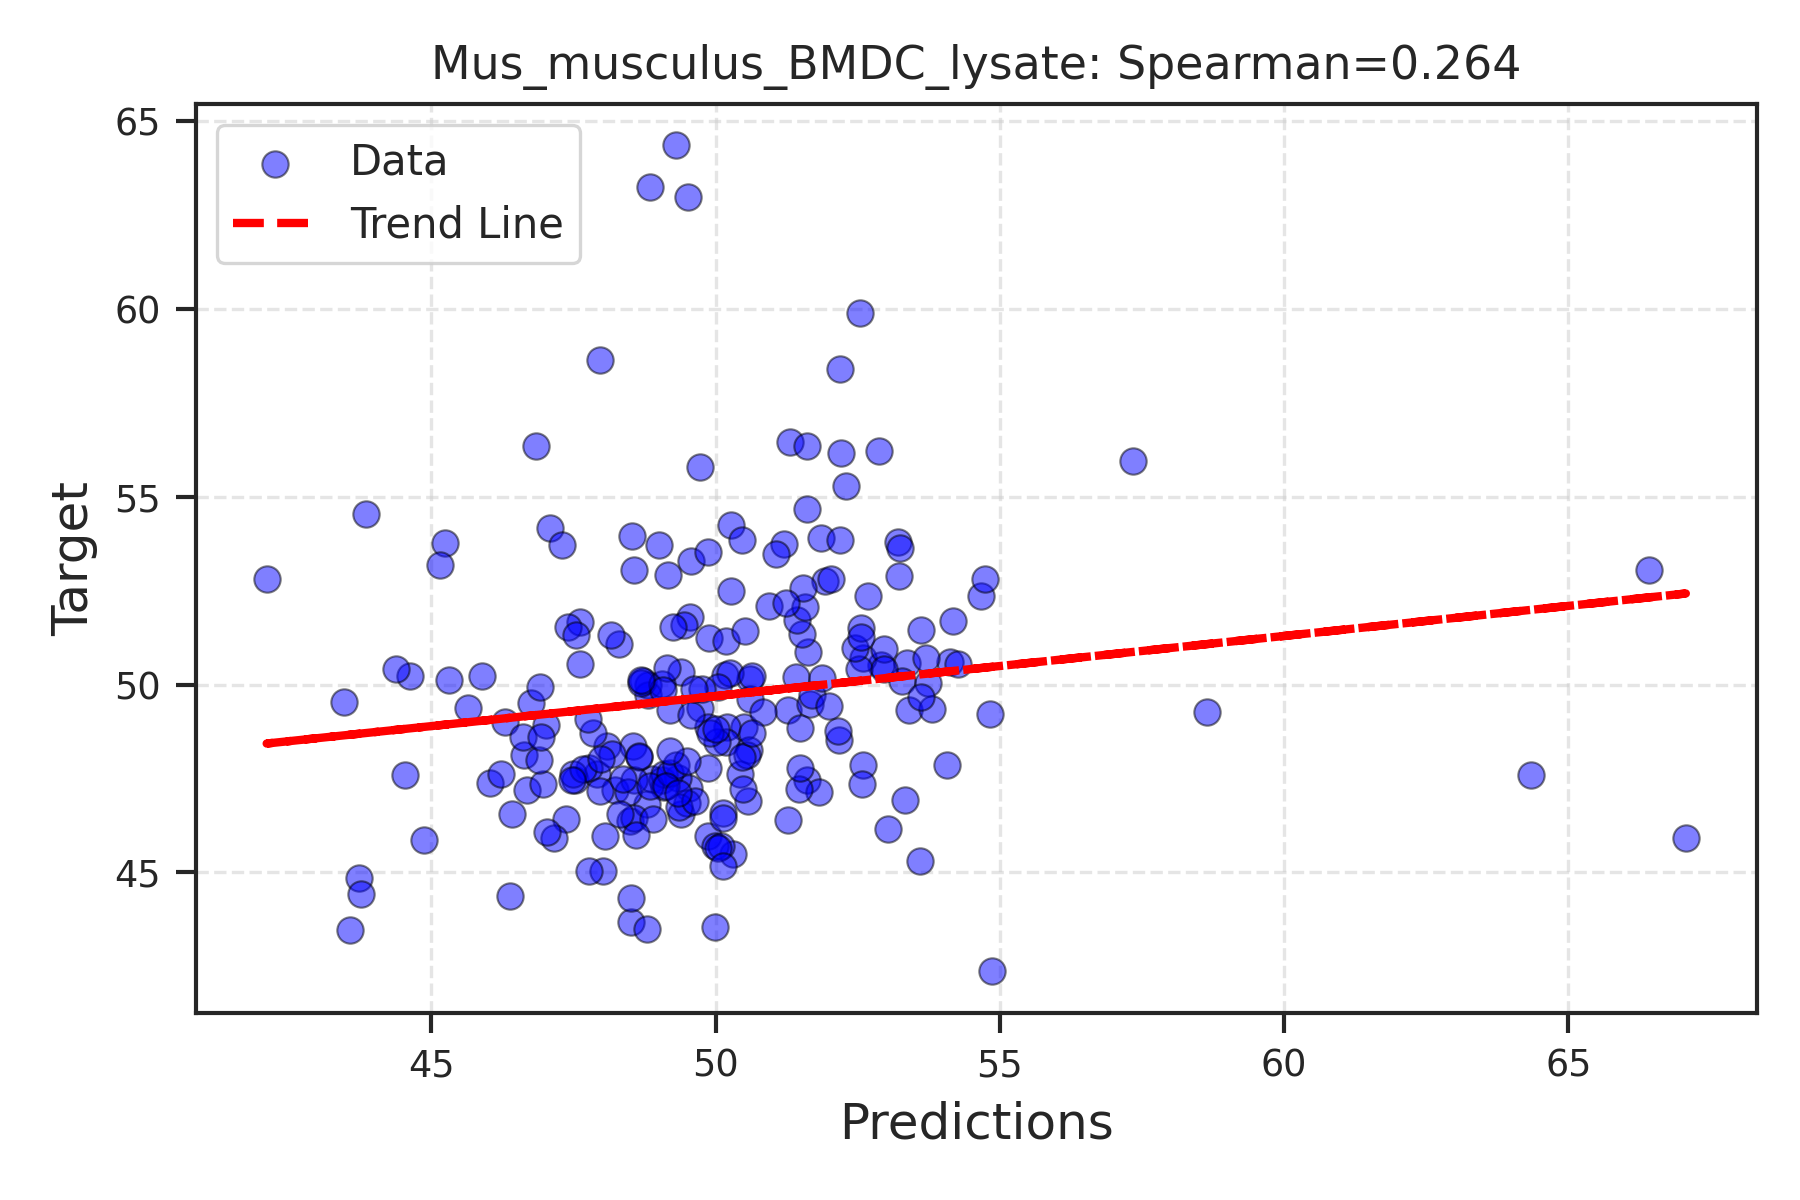 Mus_musculus_BMDC_lysate: Spearman=0.264
Data
Trend Line
65
60
55
50
45
Target
45
50
55
60
65
Predictions